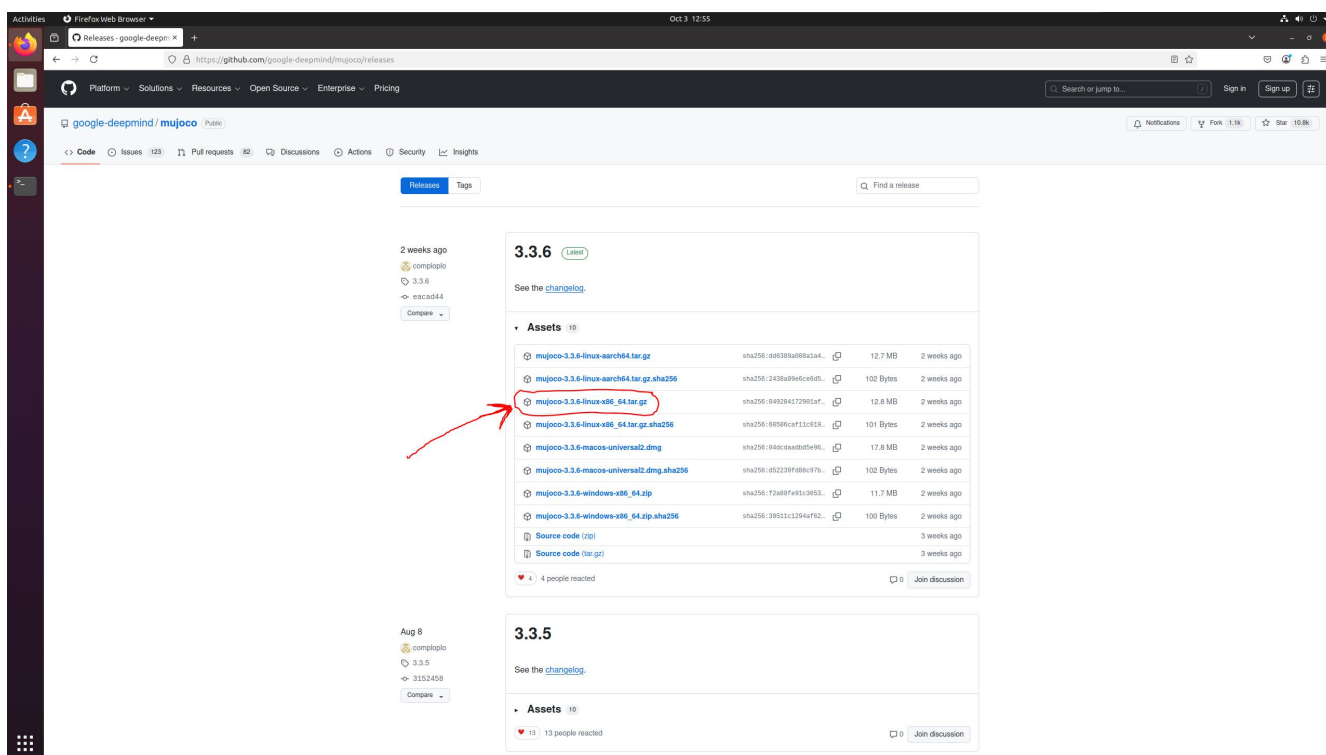 Activities Firefox Web Browser Oct 3 12:55
Releases · google-deepm
https://github.com/google-deepmind/mujoco/releases
Platform Solutions Resources Open Source Enterprise Pricing Search or jump to... / Sign in Sign up
google-deepmind / mujoco Public Notifications Fork 1.1k Star 10.8k
Code Issues 123 Pull requests 82 Discussions Actions Security Insights
Releases Tags Find a release
2 weeks ago
comploplo
3.3.6
eacad44
Compare
3.3.6 Latest
See the changelog.
Assets 10
mujoco-3.3.6-linux-aarch64.tar.gz 12.7 MB 2 weeks ago
mujoco-3.3.6-linux-aarch64.tar.gz.sha256 102 Bytes 2 weeks ago
mujoco-3.3.6-linux-x86_64.tar.gz 12.8 MB 2 weeks ago
mujoco-3.3.6-linux-x86_64.tar.gz.sha256 101 Bytes 2 weeks ago
mujoco-3.3.6-macos-universal2.dmg 17.8 MB 2 weeks ago
mujoco-3.3.6-macos-universal2.dmg.sha256 102 Bytes 2 weeks ago
mujoco-3.3.6-windows-x86_64.zip 11.7 MB 2 weeks ago
mujoco-3.3.6-windows-x86_64.zip.sha256 100 Bytes 2 weeks ago
Source code (zip) 3 weeks ago
Source code (tar.gz) 3 weeks ago
4 4 people reacted 0 Join discussion
Aug 8
comploplo
3.3.5
3152458
Compare
3.3.5
See the changelog.
Assets 10
13 13 people reacted 0 Join discussion